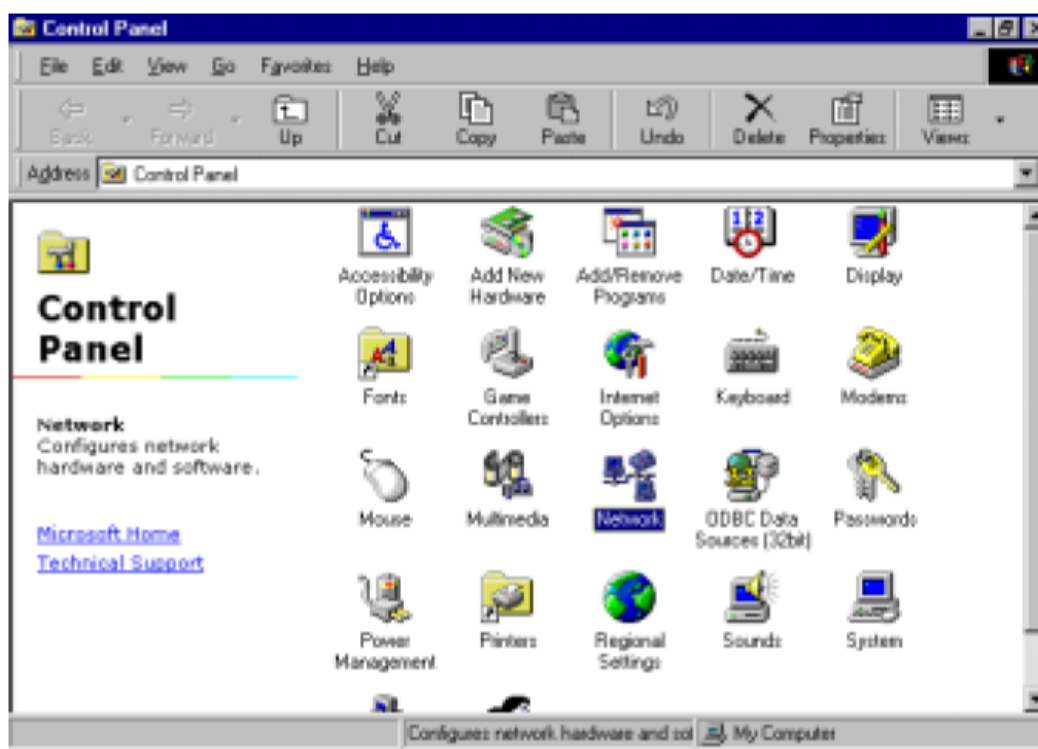 Control Panel
File Edit View Go Favorites Help
Back Forward Up Cut Copy Paste Undo Delete Properties Views
Address Control Panel
Control
Panel
Network
Configures network
hardware and software.
Microsoft Home
Technical Support
Accessibility
Options
Add New
Hardware
Add/Remove
Programs
Date/Time
Display
Fonts
Game
Controllers
Internet
Options
Keyboard
Modems
Mouse
Multimedia
Network
ODBC Data
Sources (32bit)
Passwords
Power
Management
Printers
Regional
Settings
Sounds
System
Configures network hardware and sof My Computer